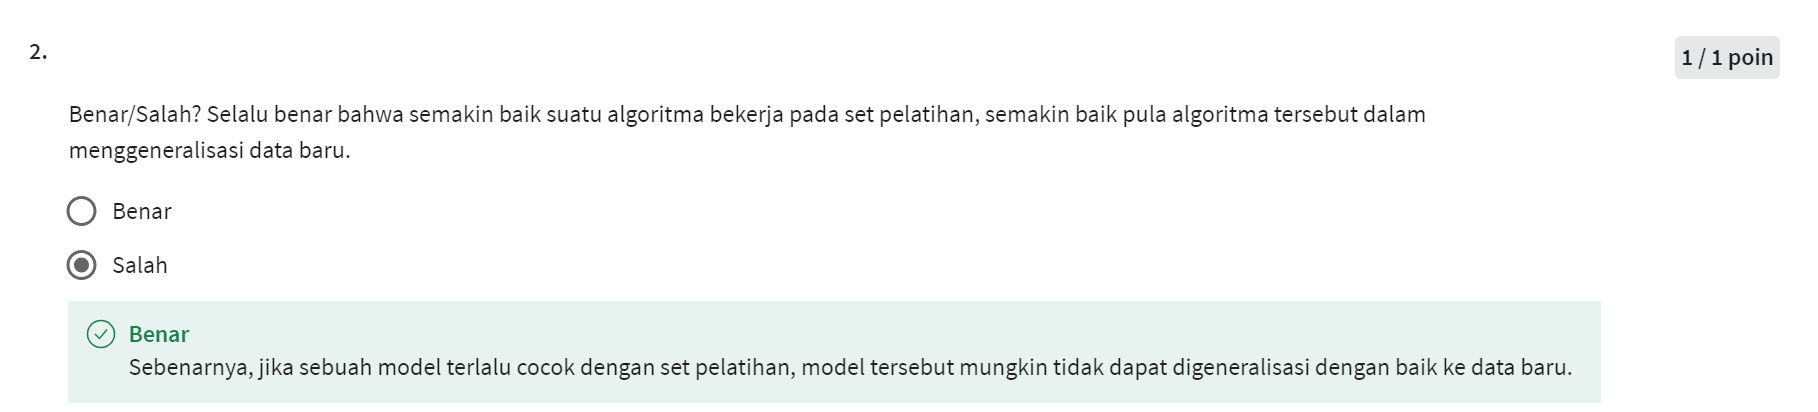 2.
1 / 1 poin
Benar/Salah? Selalu benar bahwa semakin baik suatu algoritma bekerja pada set pelatihan, semakin baik pula algoritma tersebut dalam
menggeneralisasi data baru.
Benar
Salah
Benar
Sebenarnya, jika sebuah model terlalu cocok dengan set pelatihan, model tersebut mungkin tidak dapat digeneralisasi dengan baik ke data baru.